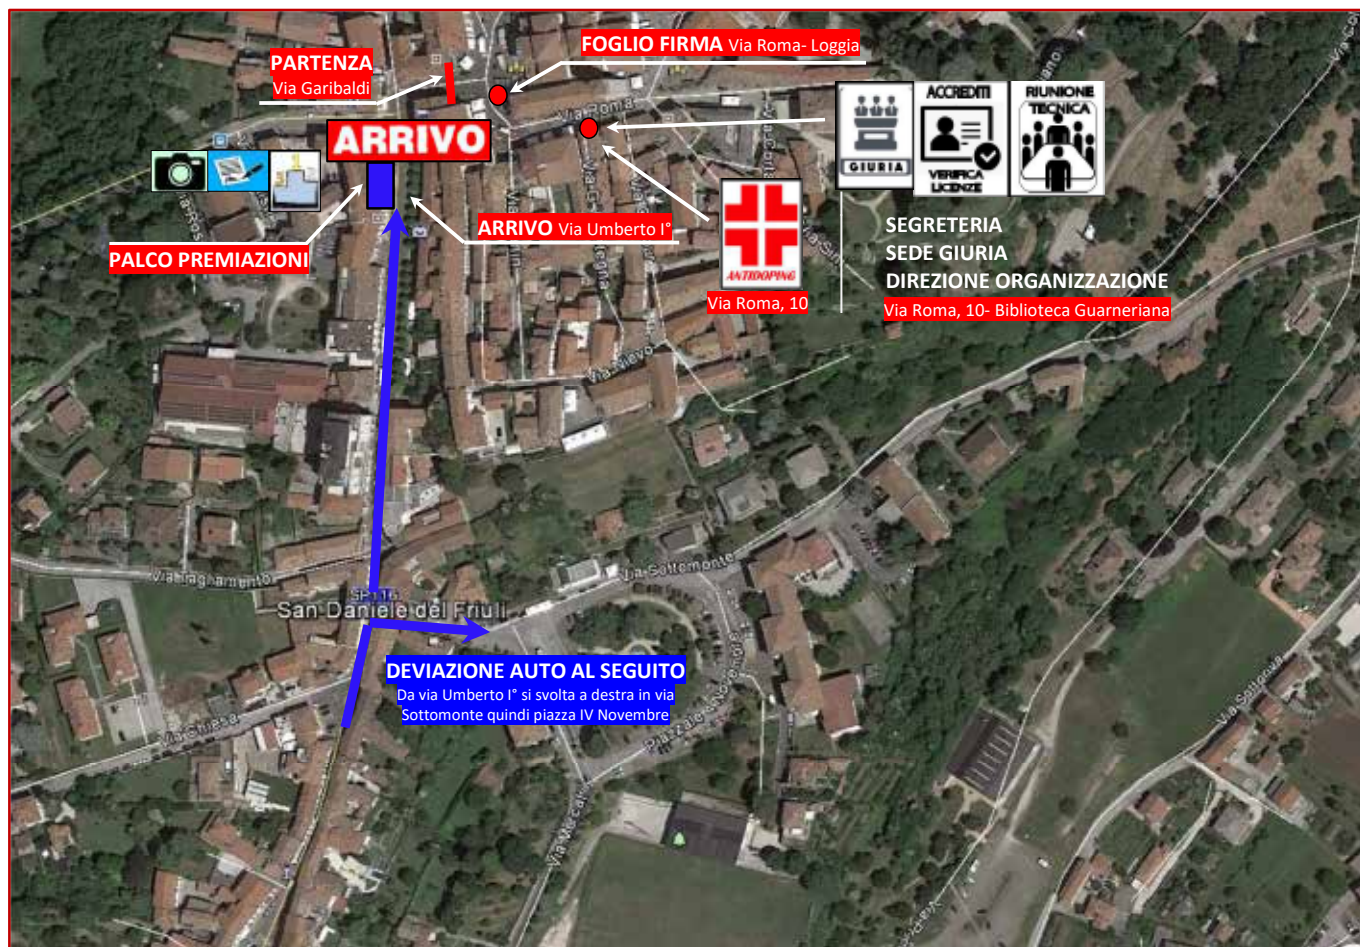 FOGLIO FIRMA Via Roma- Loggia
PARTENZA
Via Garibaldi
ACCREDITI
RIUNIONE
TECNICA
Via Roma
ARRIVO
GIURIA
VERIFICA
LICENZE
ARRIVO Via Umberto I°
PALCO PREMIAZIONI
ANTIDOPING
Via Roma, 10
SEGRETERIA
SEDE GIURIA
DIREZIONE ORGANIZZAZIONE
Via Roma, 10- Biblioteca Guarneriana
Via Nievo
Via Sottomonte
Via Tagliamento
SP116
San Daniele del Friuli
DEVIAZIONE AUTO AL SEGUITO
Da via Umberto I° si svolta a destra in via
Sottomonte quindi piazza IV Novembre
Via Chiesa
Piazzale IV Novembre